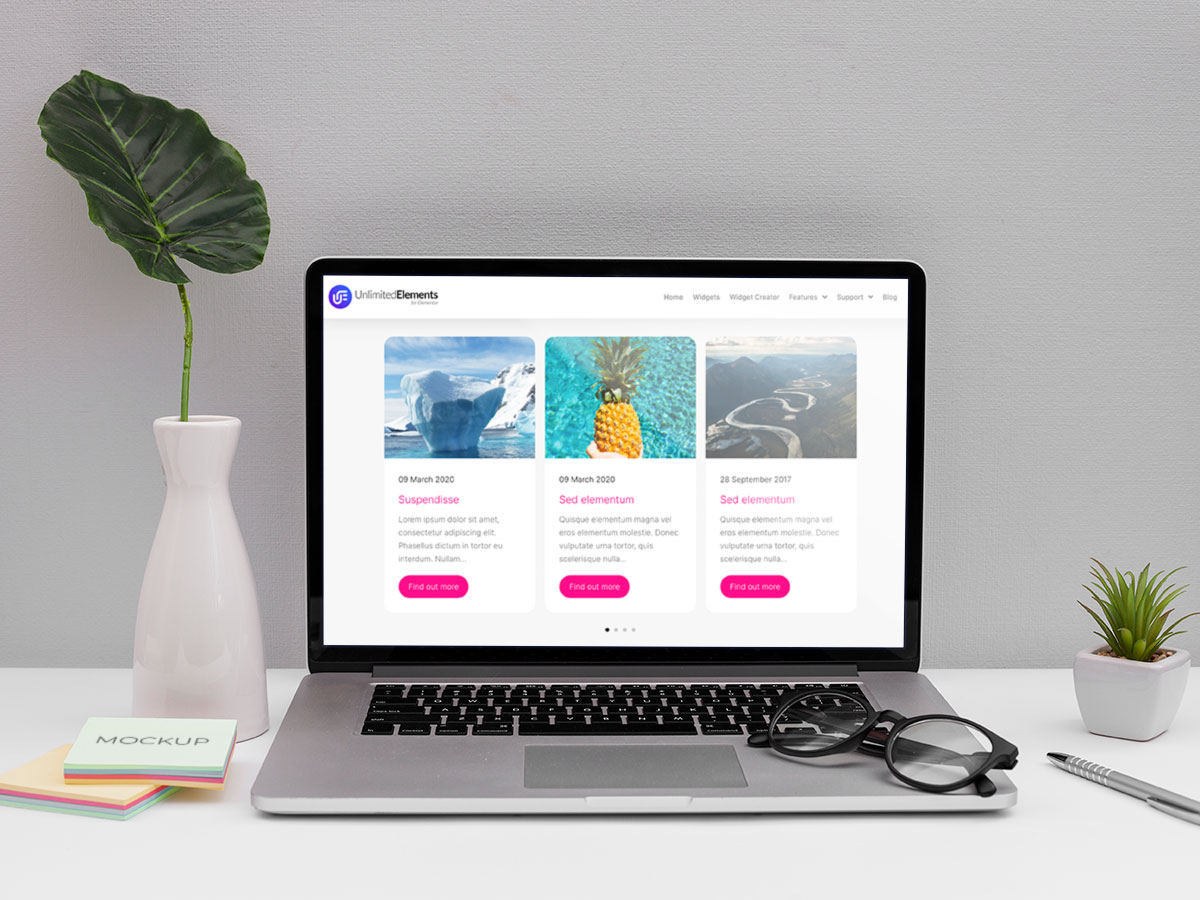 UnlimitedElements
for Elementor
Home Widgets Widget Creator Features Support Blog
09 March 2020
Suspendisse
Lorem ipsum dolor sit amet,
consectetur adipiscing elit.
Phasellus dictum in tortor eu
interdum. Nullam...
Find out more
09 March 2020
Sed elementum
Quisque elementum magna vel
eros elementum molestie. Donec
vulputate urna tortor, quis
scelerisque nulla...
Find out more
28 September 2017
Sed elementum
Quisque elementum magna vel
eros elementum molestie. Donec
vulputate urna tortor, quis
scelerisque nulla...
Find out more
MOCKUP